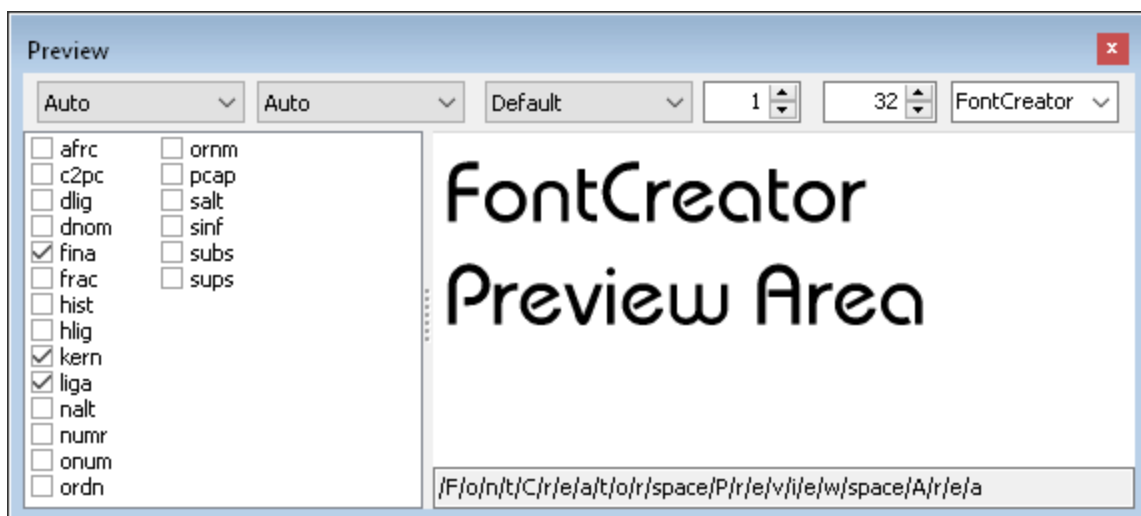 Preview
Auto
Auto
Default
1
32
FontCreator
afrc
c2pc
dlig
dnom
fina
frac
hist
hlig
kern
liga
nalt
numr
onum
ordn
ornm
pcap
salt
sinf
subs
sups
FontCreator
Preview Area
/F/o/n/t/C/r/e/a/t/o/r/space/P/r/e/v/i/e/w/space/A/r/e/a